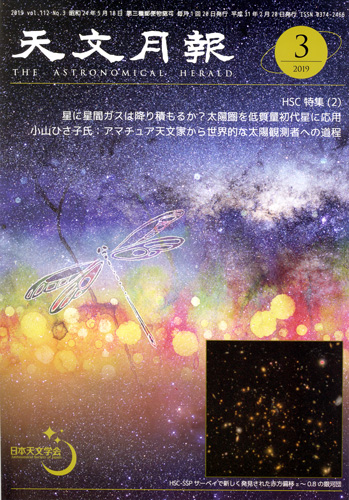 2019 vol.112-No.3 昭和24年5月18日 第三種郵便物認可 毎月1回20日発行 平成31年2月20日発行 ISSN 0374-2466
天文月報
THE ASTRONOMICAL HERALD
3
2019
HSC 特集 (2)
星に星間ガスは降り積もるか?太陽圏を低質量初代星に応用
小山ひさ子氏：アマチュア天文家から世界的な太陽観測者への道程
日本天文学会
HSC-SSPサーベイで新しく発見された赤方偏移 z～0.8の銀河団